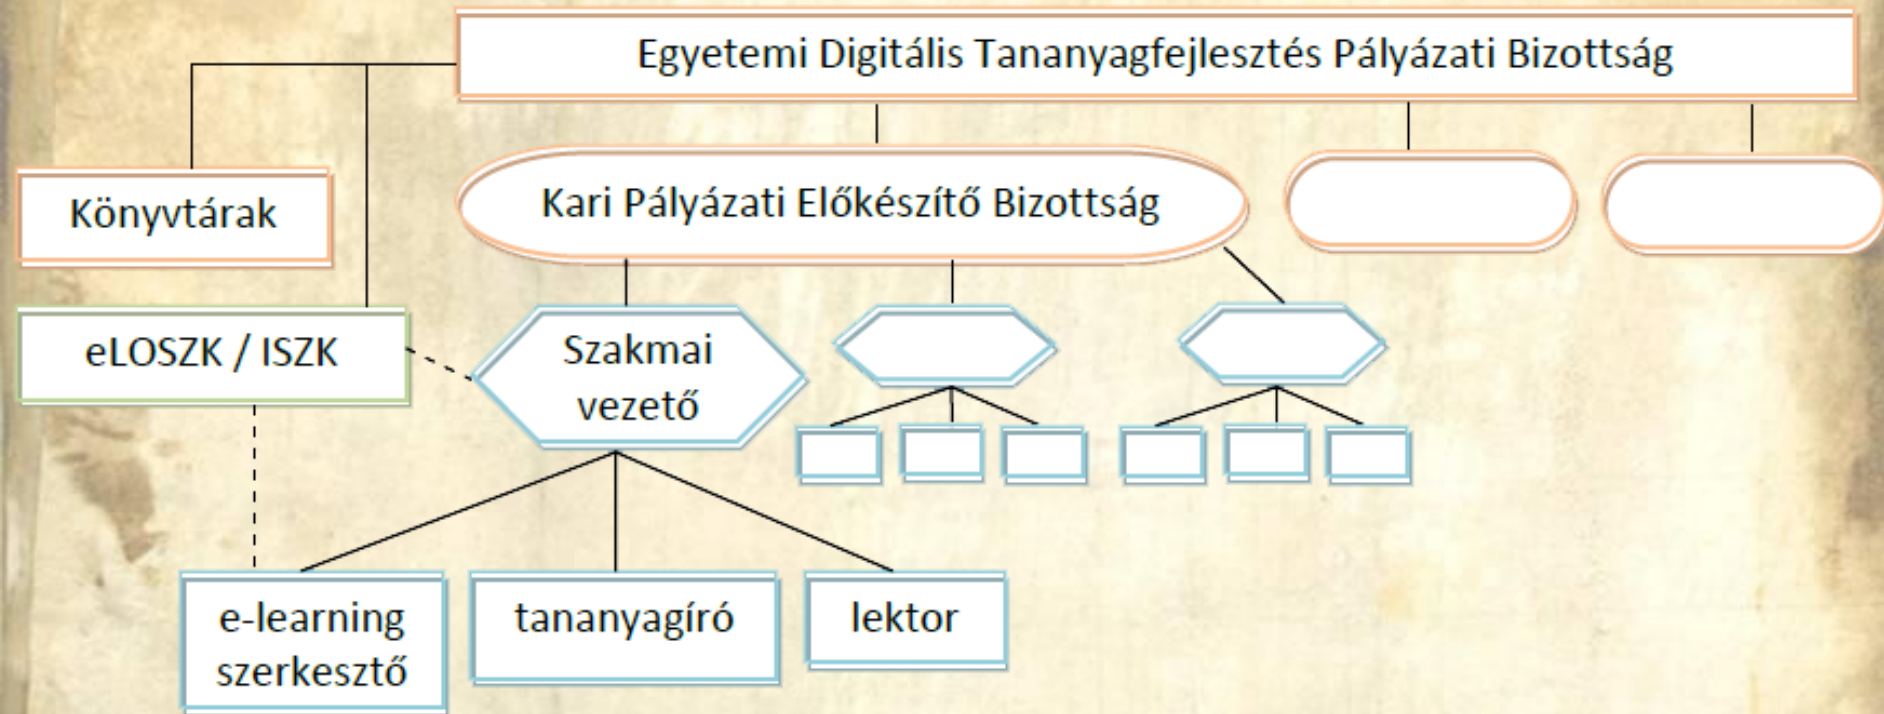 Egyetemi Digitális Tananyagfejlesztés Pályázati Bizottság
Könyvtárak
Kari Pályázati Előkészítő Bizottság
eLOSZK / ISZK
Szakmai
vezető
e-learning
szerkesztő
tananyagíró
lektor